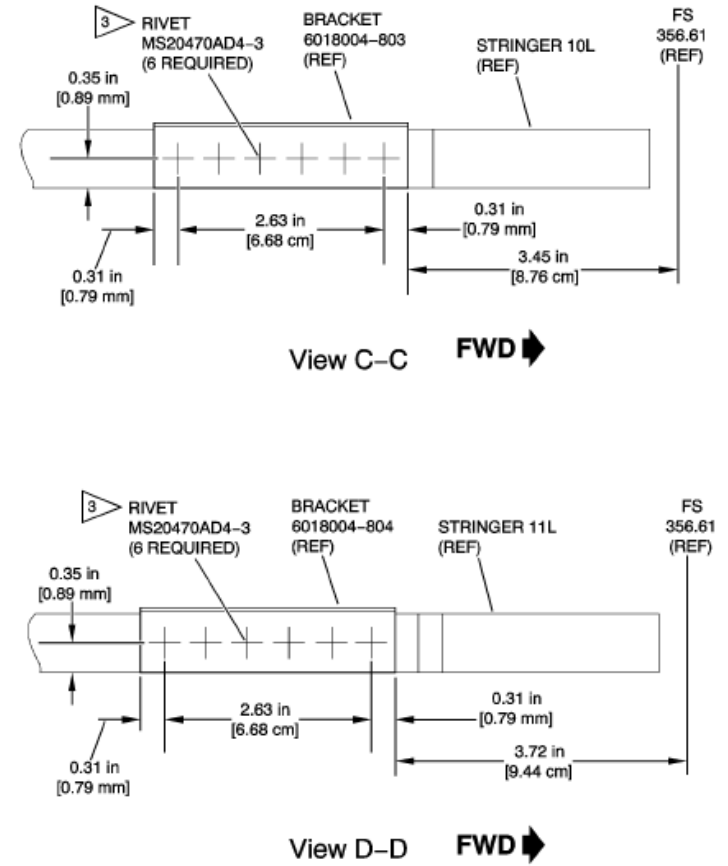 3
RIVET
MS20470AD4-3
(6 REQUIRED)
BRACKET
6018004-803
(REF)
STRINGER 10L
(REF)
FS
356.61
(REF)
0.35 in
[0.89 mm]
2.63 in
[6.68 cm]
0.31 in
[0.79 mm]
0.31 in
[0.79 mm]
3.45 in
[8.76 cm]
View C-C
FWD
3
RIVET
MS20470AD4-3
(6 REQUIRED)
BRACKET
6018004-804
(REF)
STRINGER 11L
(REF)
FS
356.61
(REF)
0.35 in
[0.89 mm]
2.63 in
[6.68 cm]
0.31 in
[0.79 mm]
0.31 in
[0.79 mm]
3.72 in
[9.44 cm]
View D-D
FWD